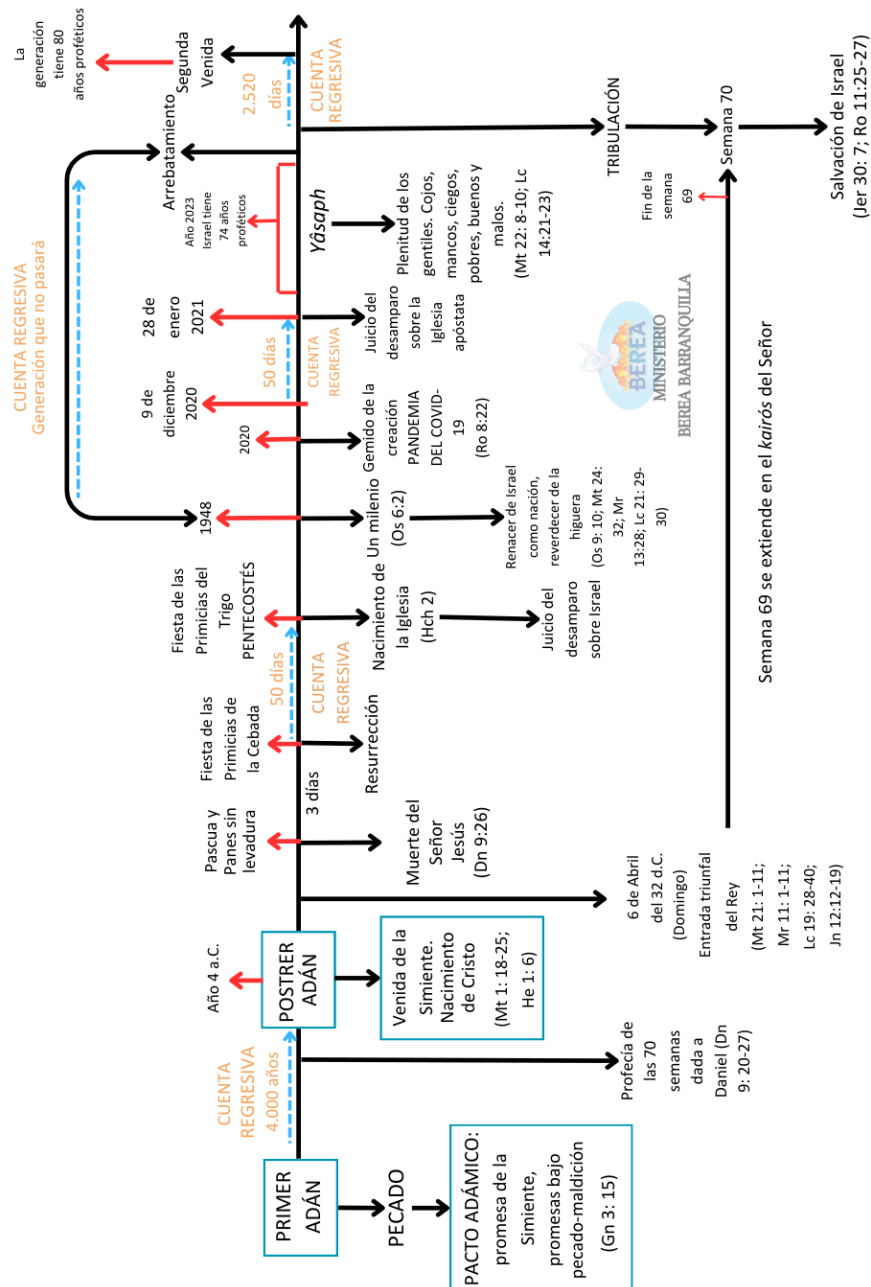 PRIMER
ADÁN
PECADO
PACTO ADÁMICO:
promesa de la
Simiente,
promesas bajo
pecado-maldición
(Gn 3: 15)
CUENTA
REGRESIVA
4.000 años
Profecía de
las 70
semanas
dada a
Daniel (Dn
9: 20-27)
Año 4 a.C.
POSTRER
ADÁN
Venida de la
Simiente.
Nacimiento
de Cristo
(Mt 1: 18-25;
He 1: 6)
6 de Abril
del 32 d.C.
(Domingo)
Entrada triunfal
del Rey
(Mt 21: 1-11;
Mr 11: 1-11;
Lc 19: 28-40;
Jn 12:12-19)
Pascua y
Panes sin
levadura
Muerte del
Señor
Jesús
(Dn 9:26)
3 días
Fiesta de las
Primicias de
la Cebada
Resurrección
50 días
CUENTA
REGRESIVA
Fiesta de las
Primicias del
Trigo
PENTECOSTÉS
Nacimiento de
la Iglesia
(Hch 2)
Juicio del
desamparo
sobre Israel
CUENTA REGRESIVA
Generación que no pasará
1948
Un milenio
(Os 6:2)
Renacer de Israel
como nación,
reverdecer de la
higuera
(Os 9: 10; Mt 24:
32; Mr
13:28; Lc 21: 29-
30)
2020
Gemido de la
creación
PANDEMIA
DEL COVID-
19
(Ro 8:22)
9 de
diciembre
2020
50 días
CUENTA
REGRESIVA
28 de
enero
2021
Juicio del
desamparo
sobre la
Iglesia
apóstata
Año 2023
Israel tiene
74 años
proféticos
Yâsaph
Plenitud de los
gentiles. Cojos,
mancos, ciegos,
pobres, buenos y
malos.
(Mt 22: 8-10; Lc
14:21-23)
Arrebatamiento
2.520
días
CUENTA
REGRESIVA
Segunda
Venida
La
generación
tiene 80
años proféticos
TRIBULACIÓN
Fin de la
semana
69
Semana 70
Salvación de Israel
(Jer 30: 7; Ro 11:25-27)
Semana 69 se extiende en el kairós del Señor
BEREA
MINISTERIO
BEREA BARRANQUILLA